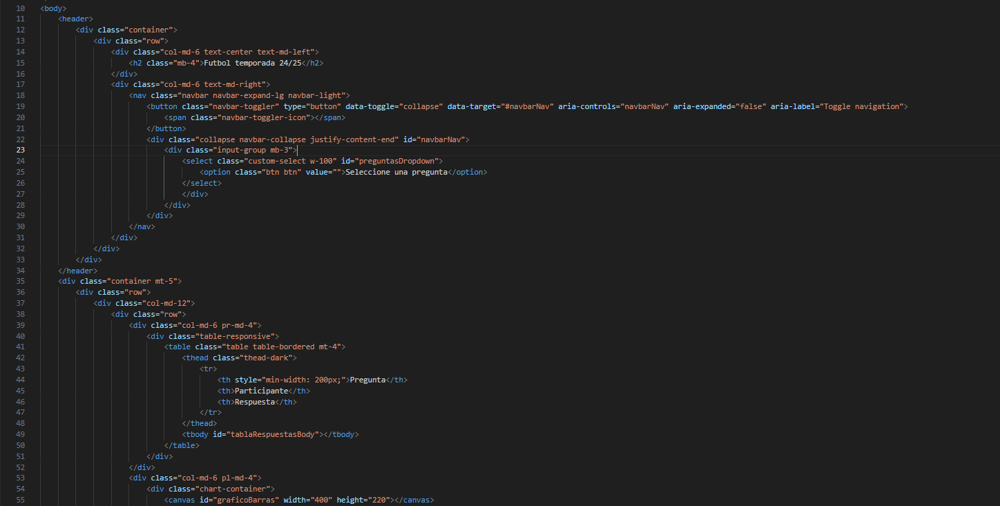 10 <body>
11 <header>
12 <div class="container">
13 <div class="row">
14 <div class="col-md-6 text-center text-md-left">
15 <h2 class="mb-4">Futbol temporada 24/25</h2>
16 </div>
17 <div class="col-md-6 text-md-right">
18 <nav class="navbar navbar-expand-lg navbar-light">
19 <button class="navbar-toggler" type="button" data-toggle="collapse" data-target="#navbarNav" aria-controls="navbarNav" aria-expanded="false" aria-label="Toggle navigation">
20 <span class="navbar-toggler-icon"></span>
21 </button>
22 <div class="collapse navbar-collapse justify-content-end" id="navbarNav">
23 <div class="input-group mb-3">
24 <select class="custom-select w-100" id="preguntasDropdown">
25 <option class="btn btn" value="">Seleccione una pregunta</option>
26 </select>
27 </div>
28 </div>
29 </div>
30 </nav>
31 </div>
32 </div>
33 </div>
34 </header>
35 <div class="container mt-5">
36 <div class="row">
37 <div class="col-md-12">
38 <div class="row">
39 <div class="col-md-6 pr-md-4">
40 <div class="table-responsive">
41 <table class="table table-bordered mt-4">
42 <thead class="thead-dark">
43 <tr>
44 <th style="min-width: 200px;">Pregunta</th>
45 <th>Participante</th>
46 <th>Respuesta</th>
47 </tr>
48 </thead>
49 <tbody id="tablaRespuestasBody"></tbody>
50 </table>
51 </div>
52 </div>
53 <div class="col-md-6 pl-md-4">
54 <div class="chart-container">
55 <canvas id="graficoBarras" width="400" height="220"></canvas>